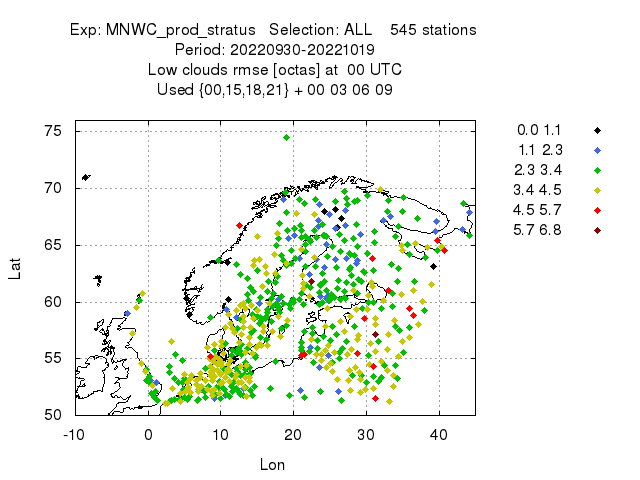 Exp: MNWC_prod_stratus   Selection: ALL    545 stations
Period: 20220930-20221019
Low clouds rmse [octas] at  00 UTC
Used {00,15,18,21} + 00 03 06 09
0.0 1.1
1.1 2.3
2.3 3.4
3.4 4.5
4.5 5.7
5.7 6.8
75
70
65
60
55
50
Lat
-10 0 10 20 30 40
Lon